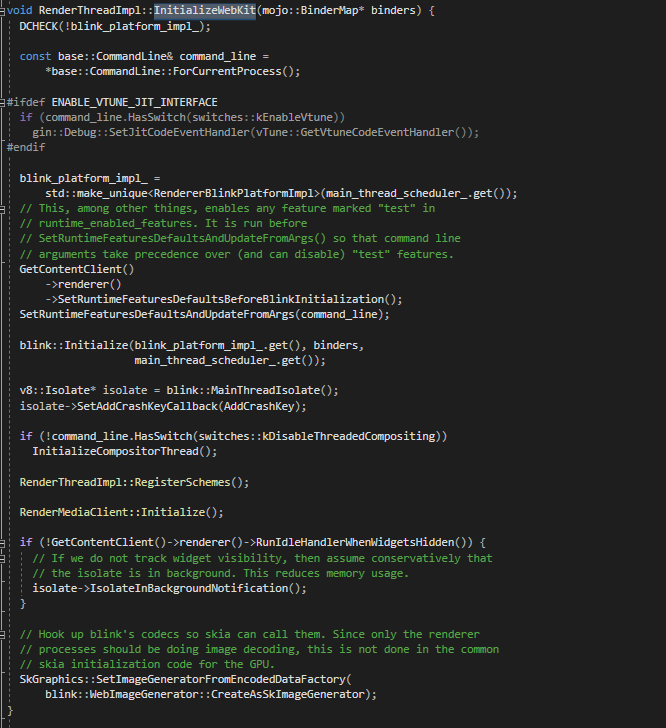 void RenderThreadImpl::InitializeWebKit(mojo::BinderMap* binders) {
DCHECK(!blink_platform_impl_);
const base::CommandLine& command_line =
*base::CommandLine::ForCurrentProcess();
#ifdef ENABLE_VTUNE_JIT_INTERFACE
if (command_line.HasSwitch(switches::kEnableVtune))
gin::Debug::SetJitCodeEventHandler(vTune::GetVtuneCodeEventHandler());
#endif
blink_platform_impl_ =
std::make_unique<RendererBlinkPlatformImpl>(main_thread_scheduler_.get());
// This, among other things, enables any feature marked "test" in
// runtime_enabled_features. It is run before
// SetRuntimeFeaturesDefaultsAndUpdateFromArgs() so that command line
// arguments take precedence over (and can disable) "test" features.
GetContentClient()
->renderer()
->SetRuntimeFeaturesDefaultsBeforeBlinkInitialization();
SetRuntimeFeaturesDefaultsAndUpdateFromArgs(command_line);
blink::Initialize(blink_platform_impl_.get(), binders,
main_thread_scheduler_.get());
v8::Isolate* isolate = blink::MainThreadIsolate();
isolate->SetAddCrashKeyCallback(AddCrashKey);
if (!command_line.HasSwitch(switches::kDisableThreadedCompositing))
InitializeCompositorThread();
RenderThreadImpl::RegisterSchemes();
RenderMediaClient::Initialize();
if (!GetContentClient()->renderer()->RunIdleHandlerWhenWidgetsHidden()) {
// If we do not track widget visibility, then assume conservatively that
// the isolate is in background. This reduces memory usage.
isolate->IsolateInBackgroundNotification();
}
// Hook up blink's codecs so skia can call them. Since only the renderer
// processes should be doing image decoding, this is not done in the common
// skia initialization code for the GPU.
SkGraphics::SetImageGeneratorFromEncodedDataFactory(
blink::WebImageGenerator::CreateAsSkImageGenerator);
}